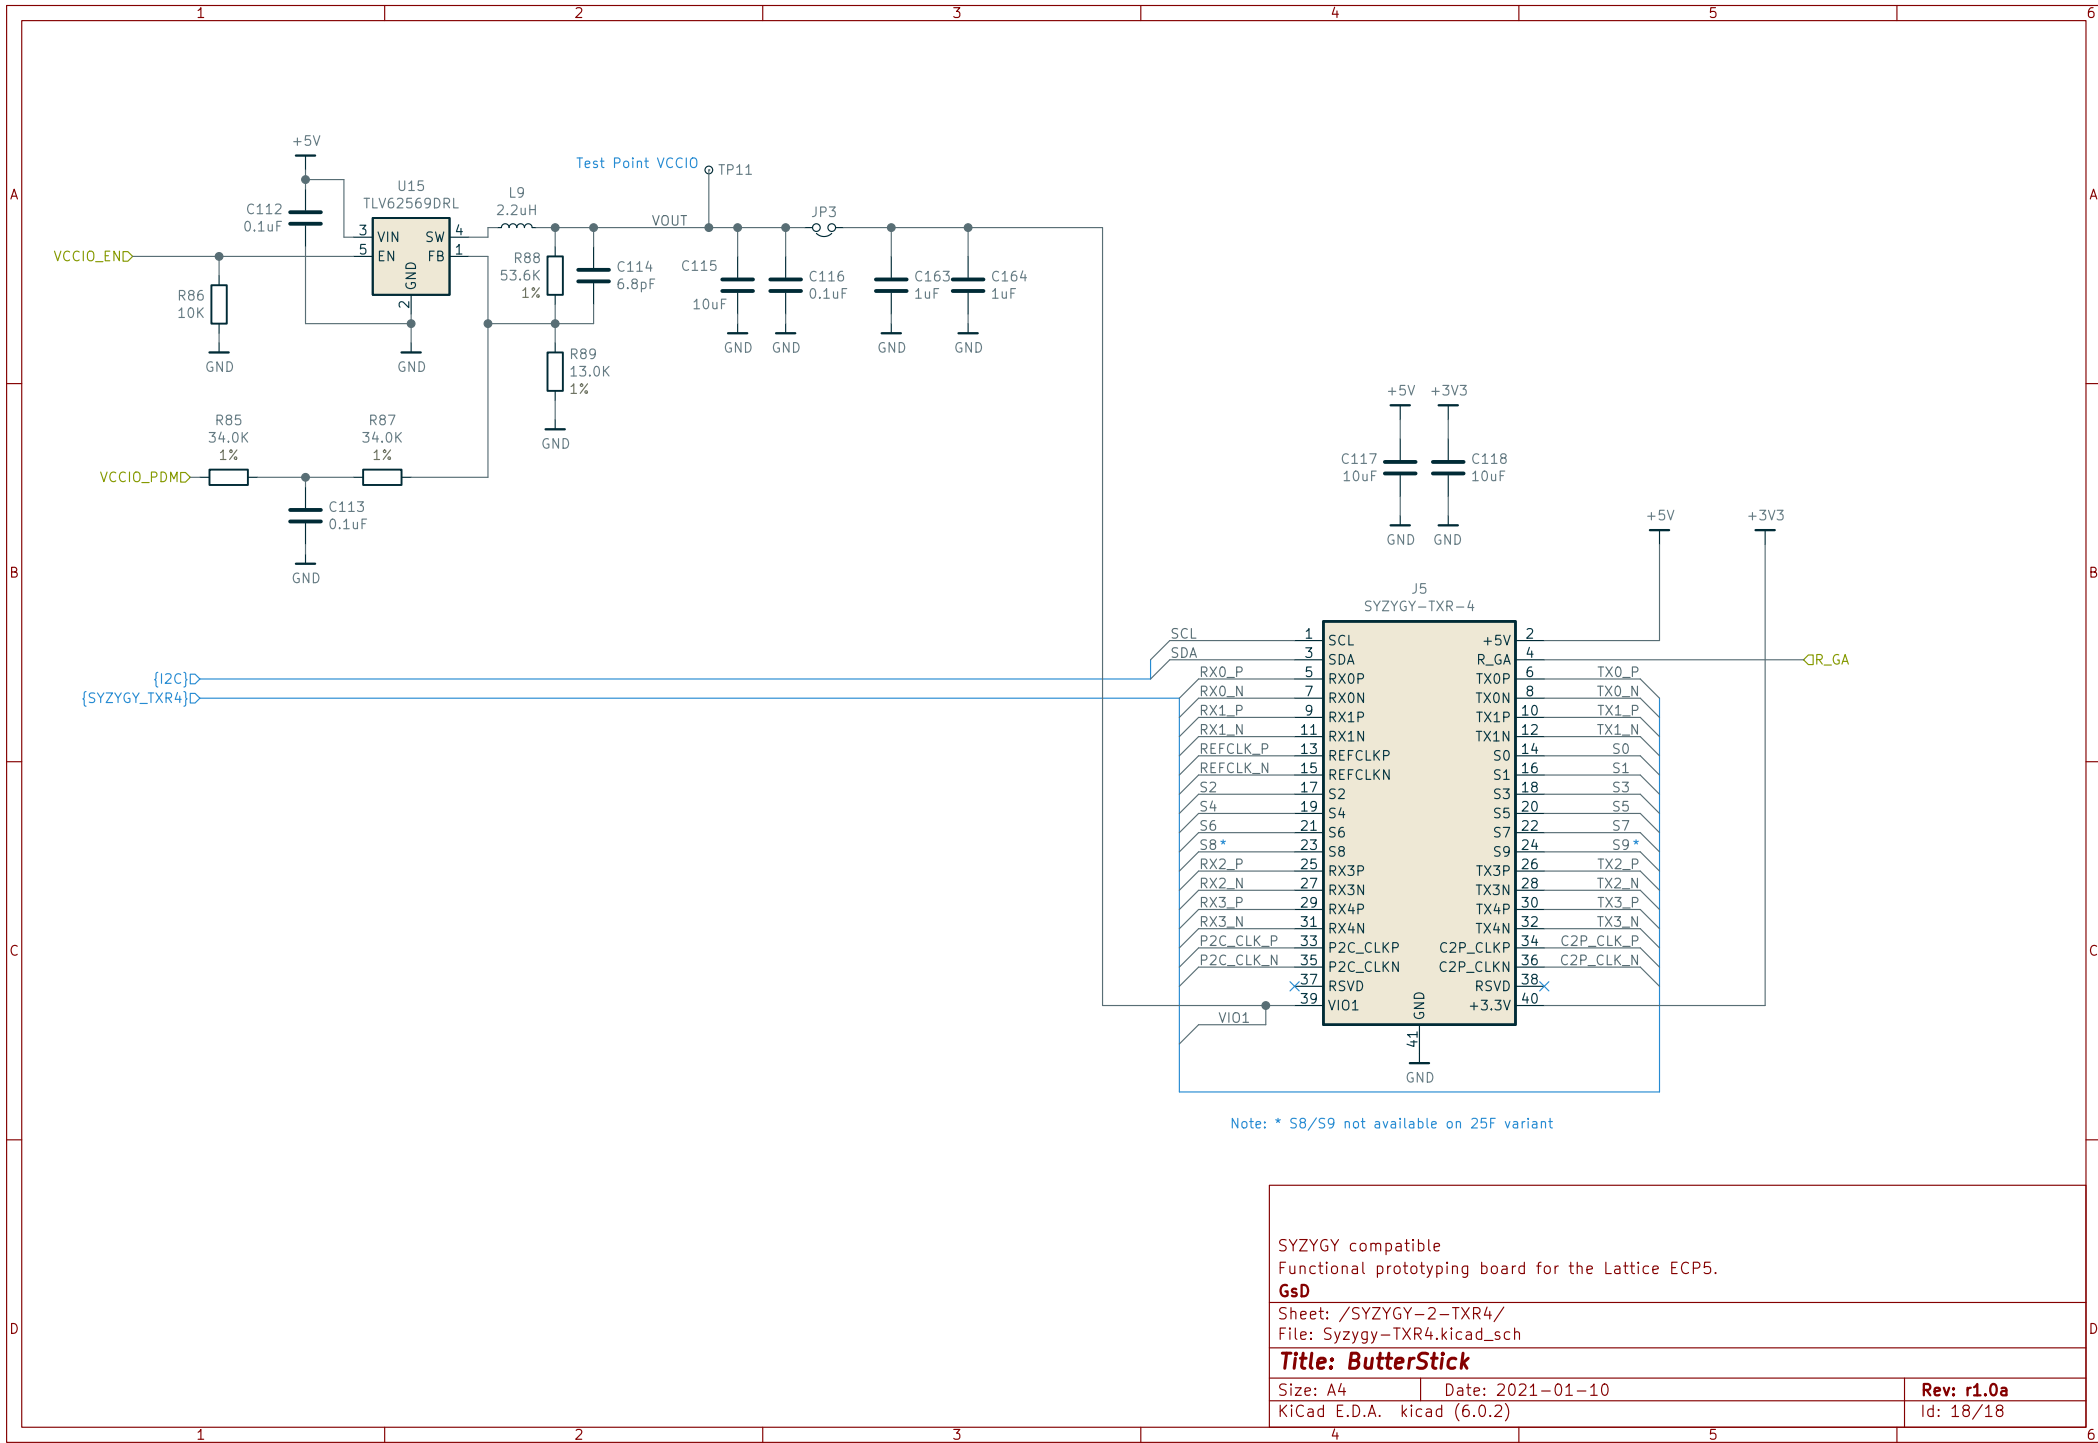 1 2 3 4 5 6
A
B
C
D
A
B
C
D
1 2 3 4 5 6
+5V
C112
0.1uF
U15
TLV62569DRL
3 VIN
5 EN
SW 4
FB 1
GND
2
VCCIO_EN
R86
10K
GND
GND
L9
2.2uH
R88
53.6K
1%
C114
6.8pF
R89
13.0K
1%
GND
Test Point VCCIO
TP11
VOUT
C115
10uF
GND
C116
0.1uF
GND
JP3
C163
1uF
GND
C164
1uF
GND
R85
34.0K
1%
R87
34.0K
1%
VCCIO_PDM
C113
0.1uF
GND
+5V +3V3
C117
10uF
C118
10uF
GND GND
+5V +3V3
J5
SYZYGY-TXR-4
{I2C}
{SYZYGY_TXR4}
SCL 1 SCL +5V 2
SDA 3 SDA R_GA 4 R_GA
RX0_P 5 RX0P TX0P 6 TX0_P
RX0_N 7 RX0N TX0N 8 TX0_N
RX1_P 9 RX1P TX1P 10 TX1_P
RX1_N 11 RX1N TX1N 12 TX1_N
REFCLK_P 13 REFCLKP S0 14 S0
REFCLK_N 15 REFCLKN S1 16 S1
S2 17 S2 S3 18 S3
S4 19 S4 S5 20 S5
S6 21 S6 S7 22 S7
S8* 23 S8 S9 24 S9*
RX2_P 25 RX3P TX3P 26 TX2_P
RX2_N 27 RX3N TX3N 28 TX2_N
RX3_P 29 RX4P TX4P 30 TX3_P
RX3_N 31 RX4N TX4N 32 TX3_N
P2C_CLK_P 33 P2C_CLKP C2P_CLKP 34 C2P_CLK_P
P2C_CLK_N 35 P2C_CLKN C2P_CLKN 36 C2P_CLK_N
37 RSVD RSVD 38
39 VIO1 GND +3.3V 40
VIO1
41
GND
Note: * S8/S9 not available on 25F variant
SYZYGY compatible
Functional prototyping board for the Lattice ECP5.
GsD
Sheet: /SYZYGY-2-TXR4/
File: Syzygy-TXR4.kicad_sch
Title: ButterStick
Size: A4 Date: 2021-01-10 Rev: r1.0a
KiCad E.D.A. kicad (6.0.2) Id: 18/18